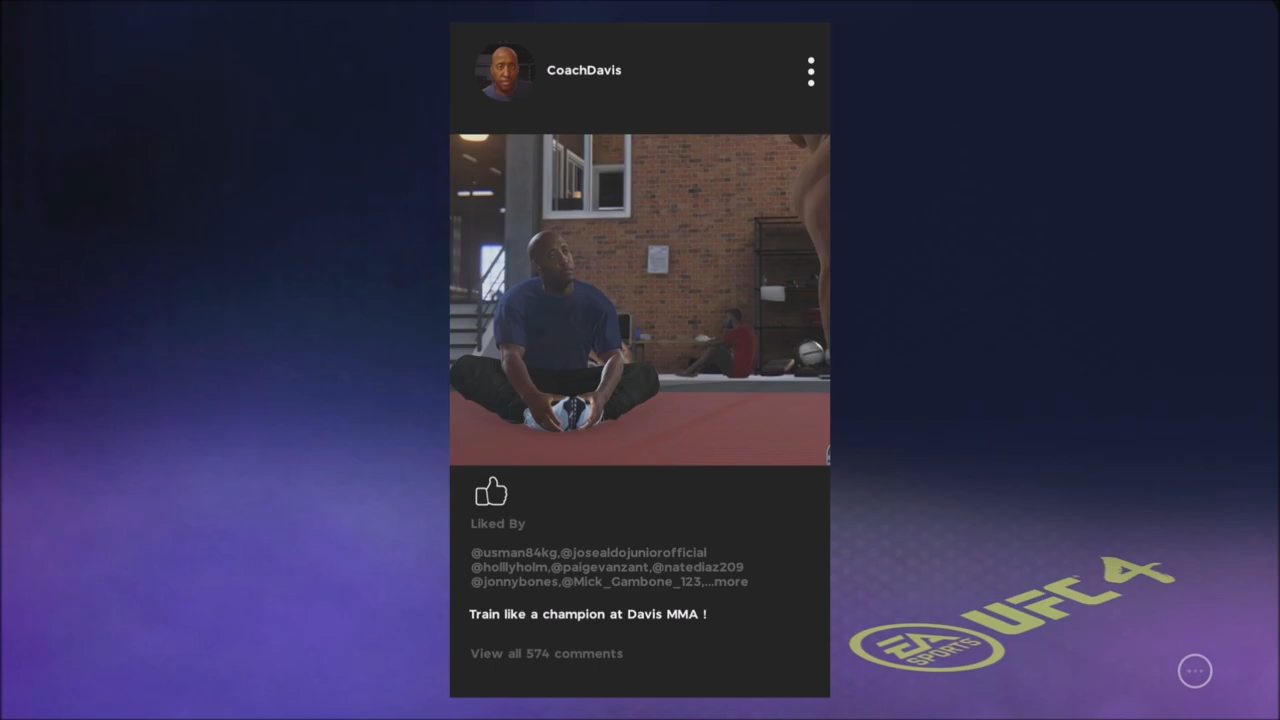 CoachDavis
Liked By
@usman84kg,@josealdojuniorofficial
@hollyholm,@paigevanzant,@natediaz209
@jonnybones,@Mick_Gambone_123,...more
Train like a champion at Davis MMA !
View all 574 comments
EA SPORTS UFC 4